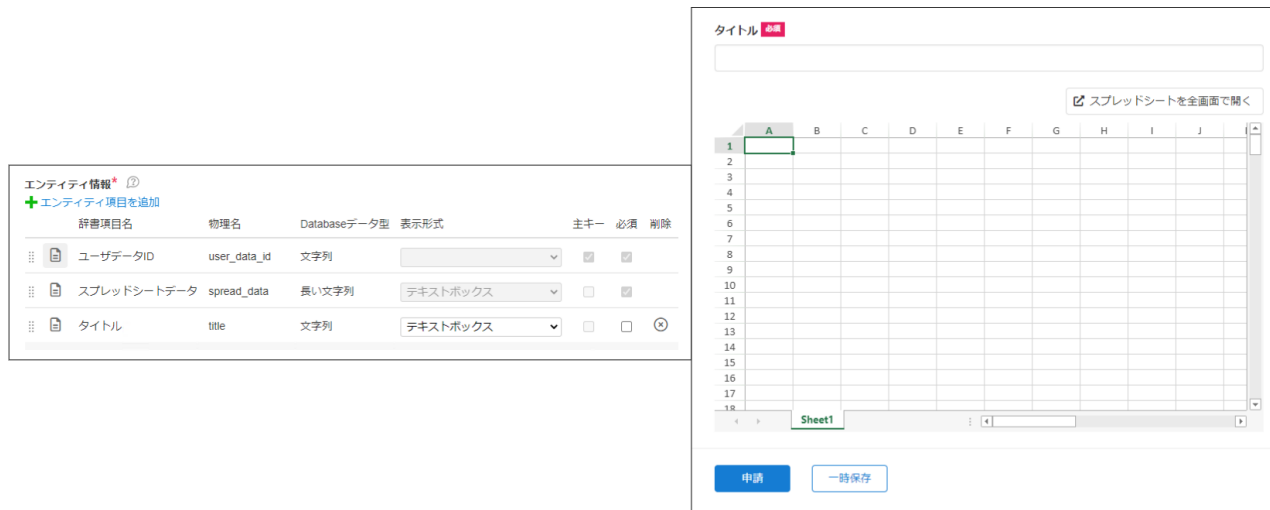 エンティティ情報*
エンティティ項目を追加
辞書項目名 物理名 Databaseデータ型 表示形式 主キー 必須 削除
ユーザデータID user_data_id 文字列
スプレッドシートデータ spread_data 長い文字列 テキストボックス
タイトル title 文字列 テキストボックス
タイトル 必須
スプレッドシートを全画面で開く
A B C D E F G H I J
1
2
3
4
5
6
7
8
9
10
11
12
13
14
15
16
17
18
Sheet1
申請 一時保存